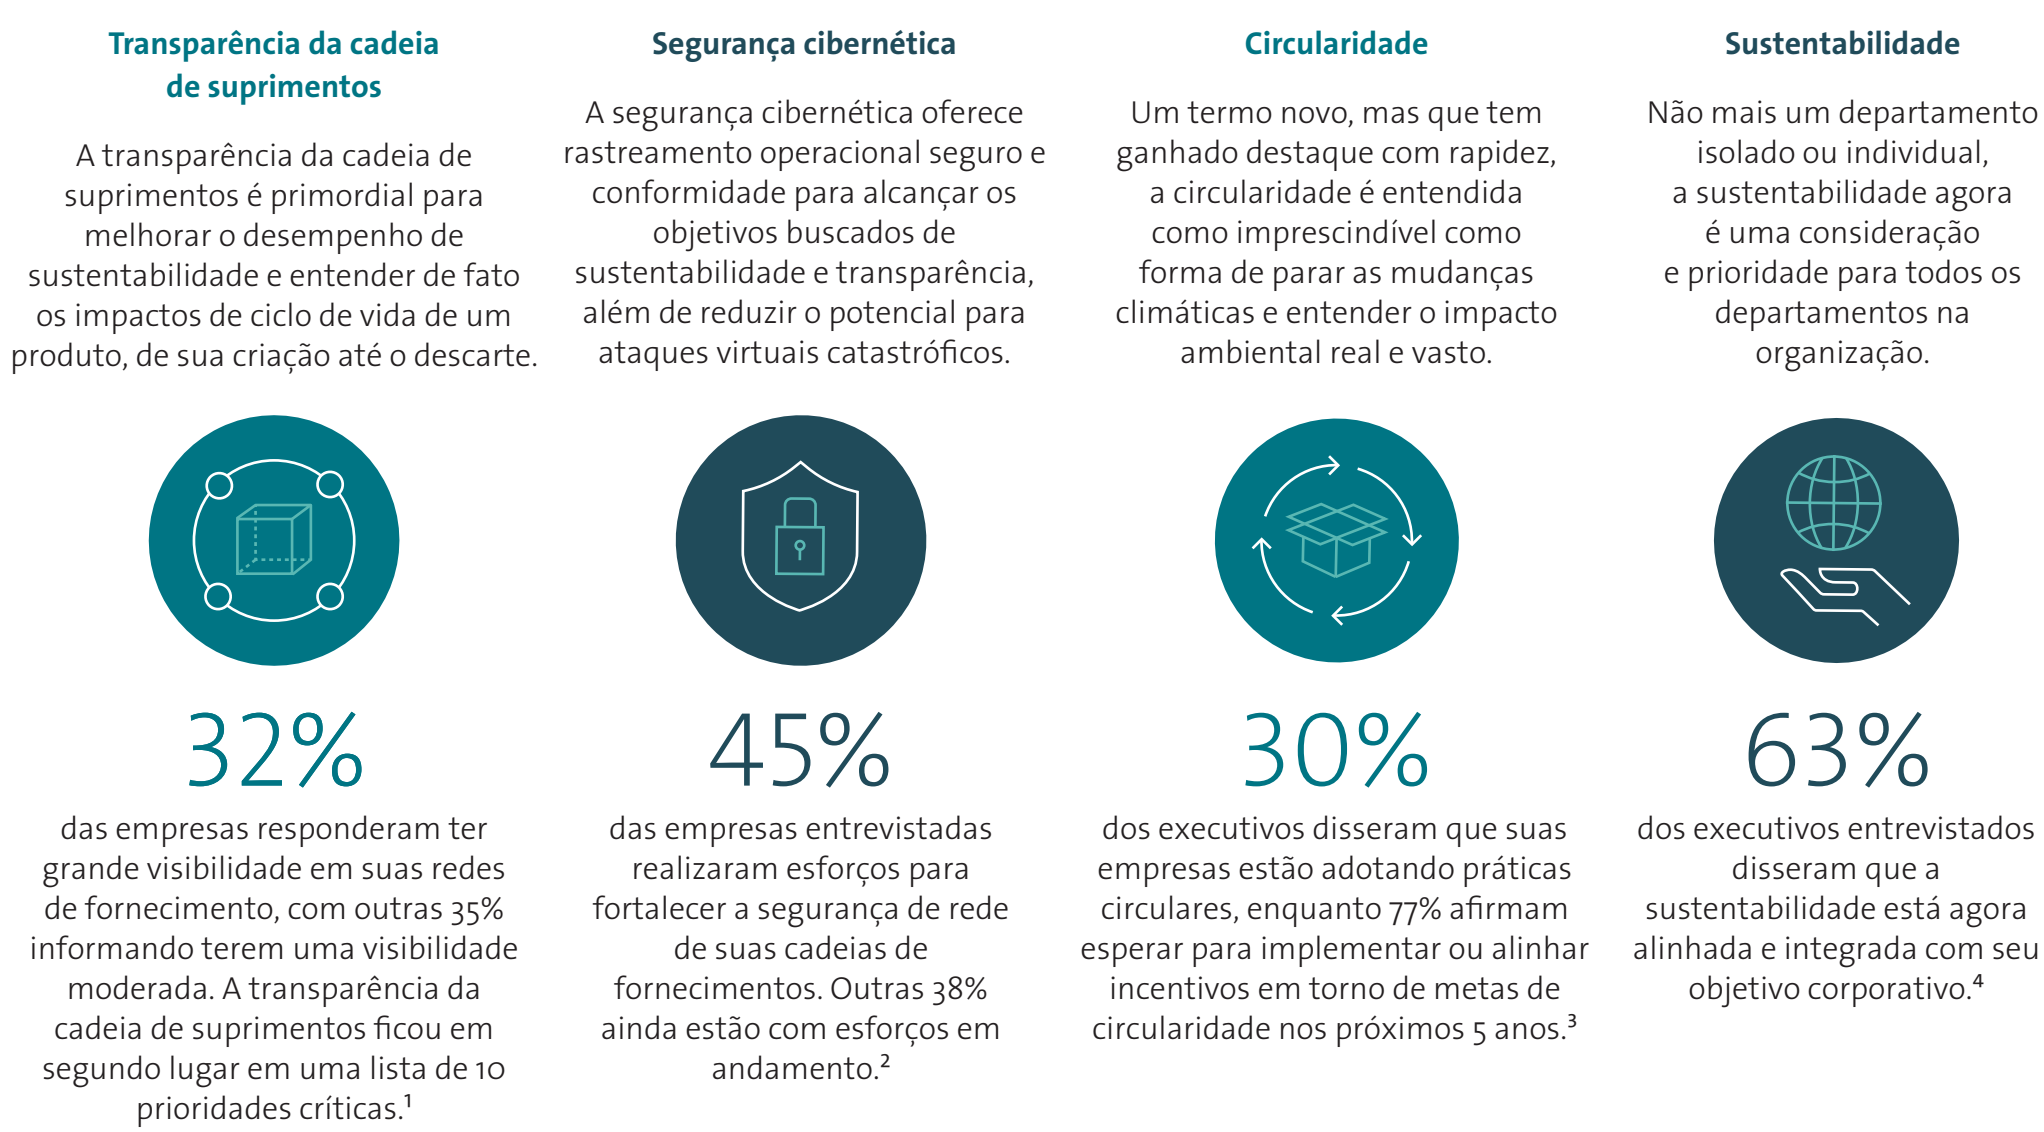 Transparência da cadeia
de suprimentos
A transparência da cadeia de
suprimentos é primordial para
melhorar o desempenho de
sustentabilidade e entender de fato
os impactos de ciclo de vida de um
produto, de sua criação até o descarte.
32%
das empresas responderam ter
grande visibilidade em suas redes
de fornecimento, com outras 35%
informando terem uma visibilidade
moderada. A transparência da
cadeia de suprimentos ficou em
segundo lugar em uma lista de 10
prioridades críticas.¹
Segurança cibernética
A segurança cibernética oferece
rastreamento operacional seguro e
conformidade para alcançar os
objetivos buscados de
sustentabilidade e transparência,
além de reduzir o potencial para
ataques virtuais catastróficos.
45%
das empresas entrevistadas
realizaram esforços para
fortalecer a segurança de rede
de suas cadeias de
fornecimentos. Outras 38%
ainda estão com esforços em
andamento.²
Circularidade
Um termo novo, mas que tem
ganhado destaque com rapidez,
a circularidade é entendida
como imprescindível como
forma de parar as mudanças
climáticas e entender o impacto
ambiental real e vasto.
30%
dos executivos disseram que suas
empresas estão adotando práticas
circulares, enquanto 77% afirmam
esperar para implementar ou alinhar
incentivos em torno de metas de
circularidade nos próximos 5 anos.³
Sustentabilidade
Não mais um departamento
isolado ou individual,
a sustentabilidade agora
é uma consideração
e prioridade para todos os
departamentos na
organização.
63%
dos executivos entrevistados
disseram que a
sustentabilidade está agora
alinhada e integrada com seu
objetivo corporativo.⁴